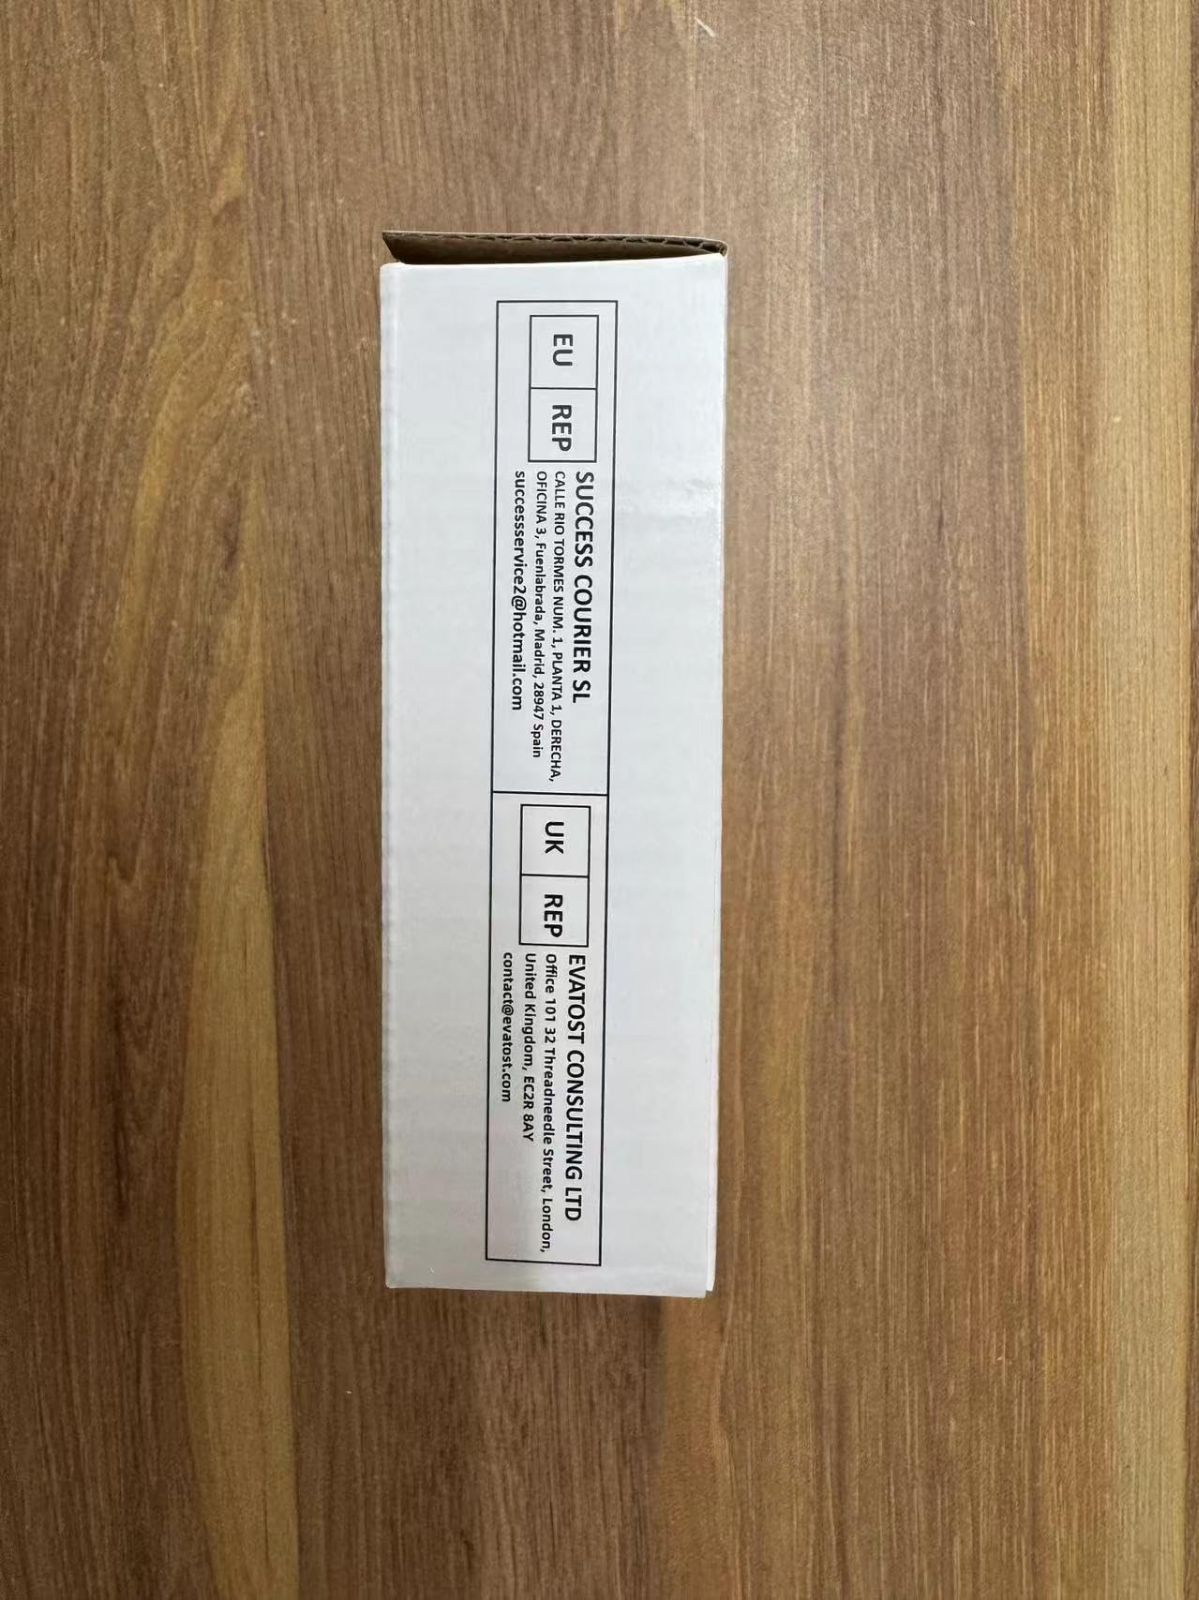 EU REP
SUCCESS COURIER SL
CALLE RIO TORMES NUM. 1, PLANTA 1, DERECHA,
OFICINA 3, Fuenlabrada, Madrid, 28947 Spain
successservice2@hotmail.com
UK REP
EVATOST CONSULTING LTD
Office 101 32 Threadneedle Street, London,
United Kingdom, EC2R 8AY
contact@evatost.com